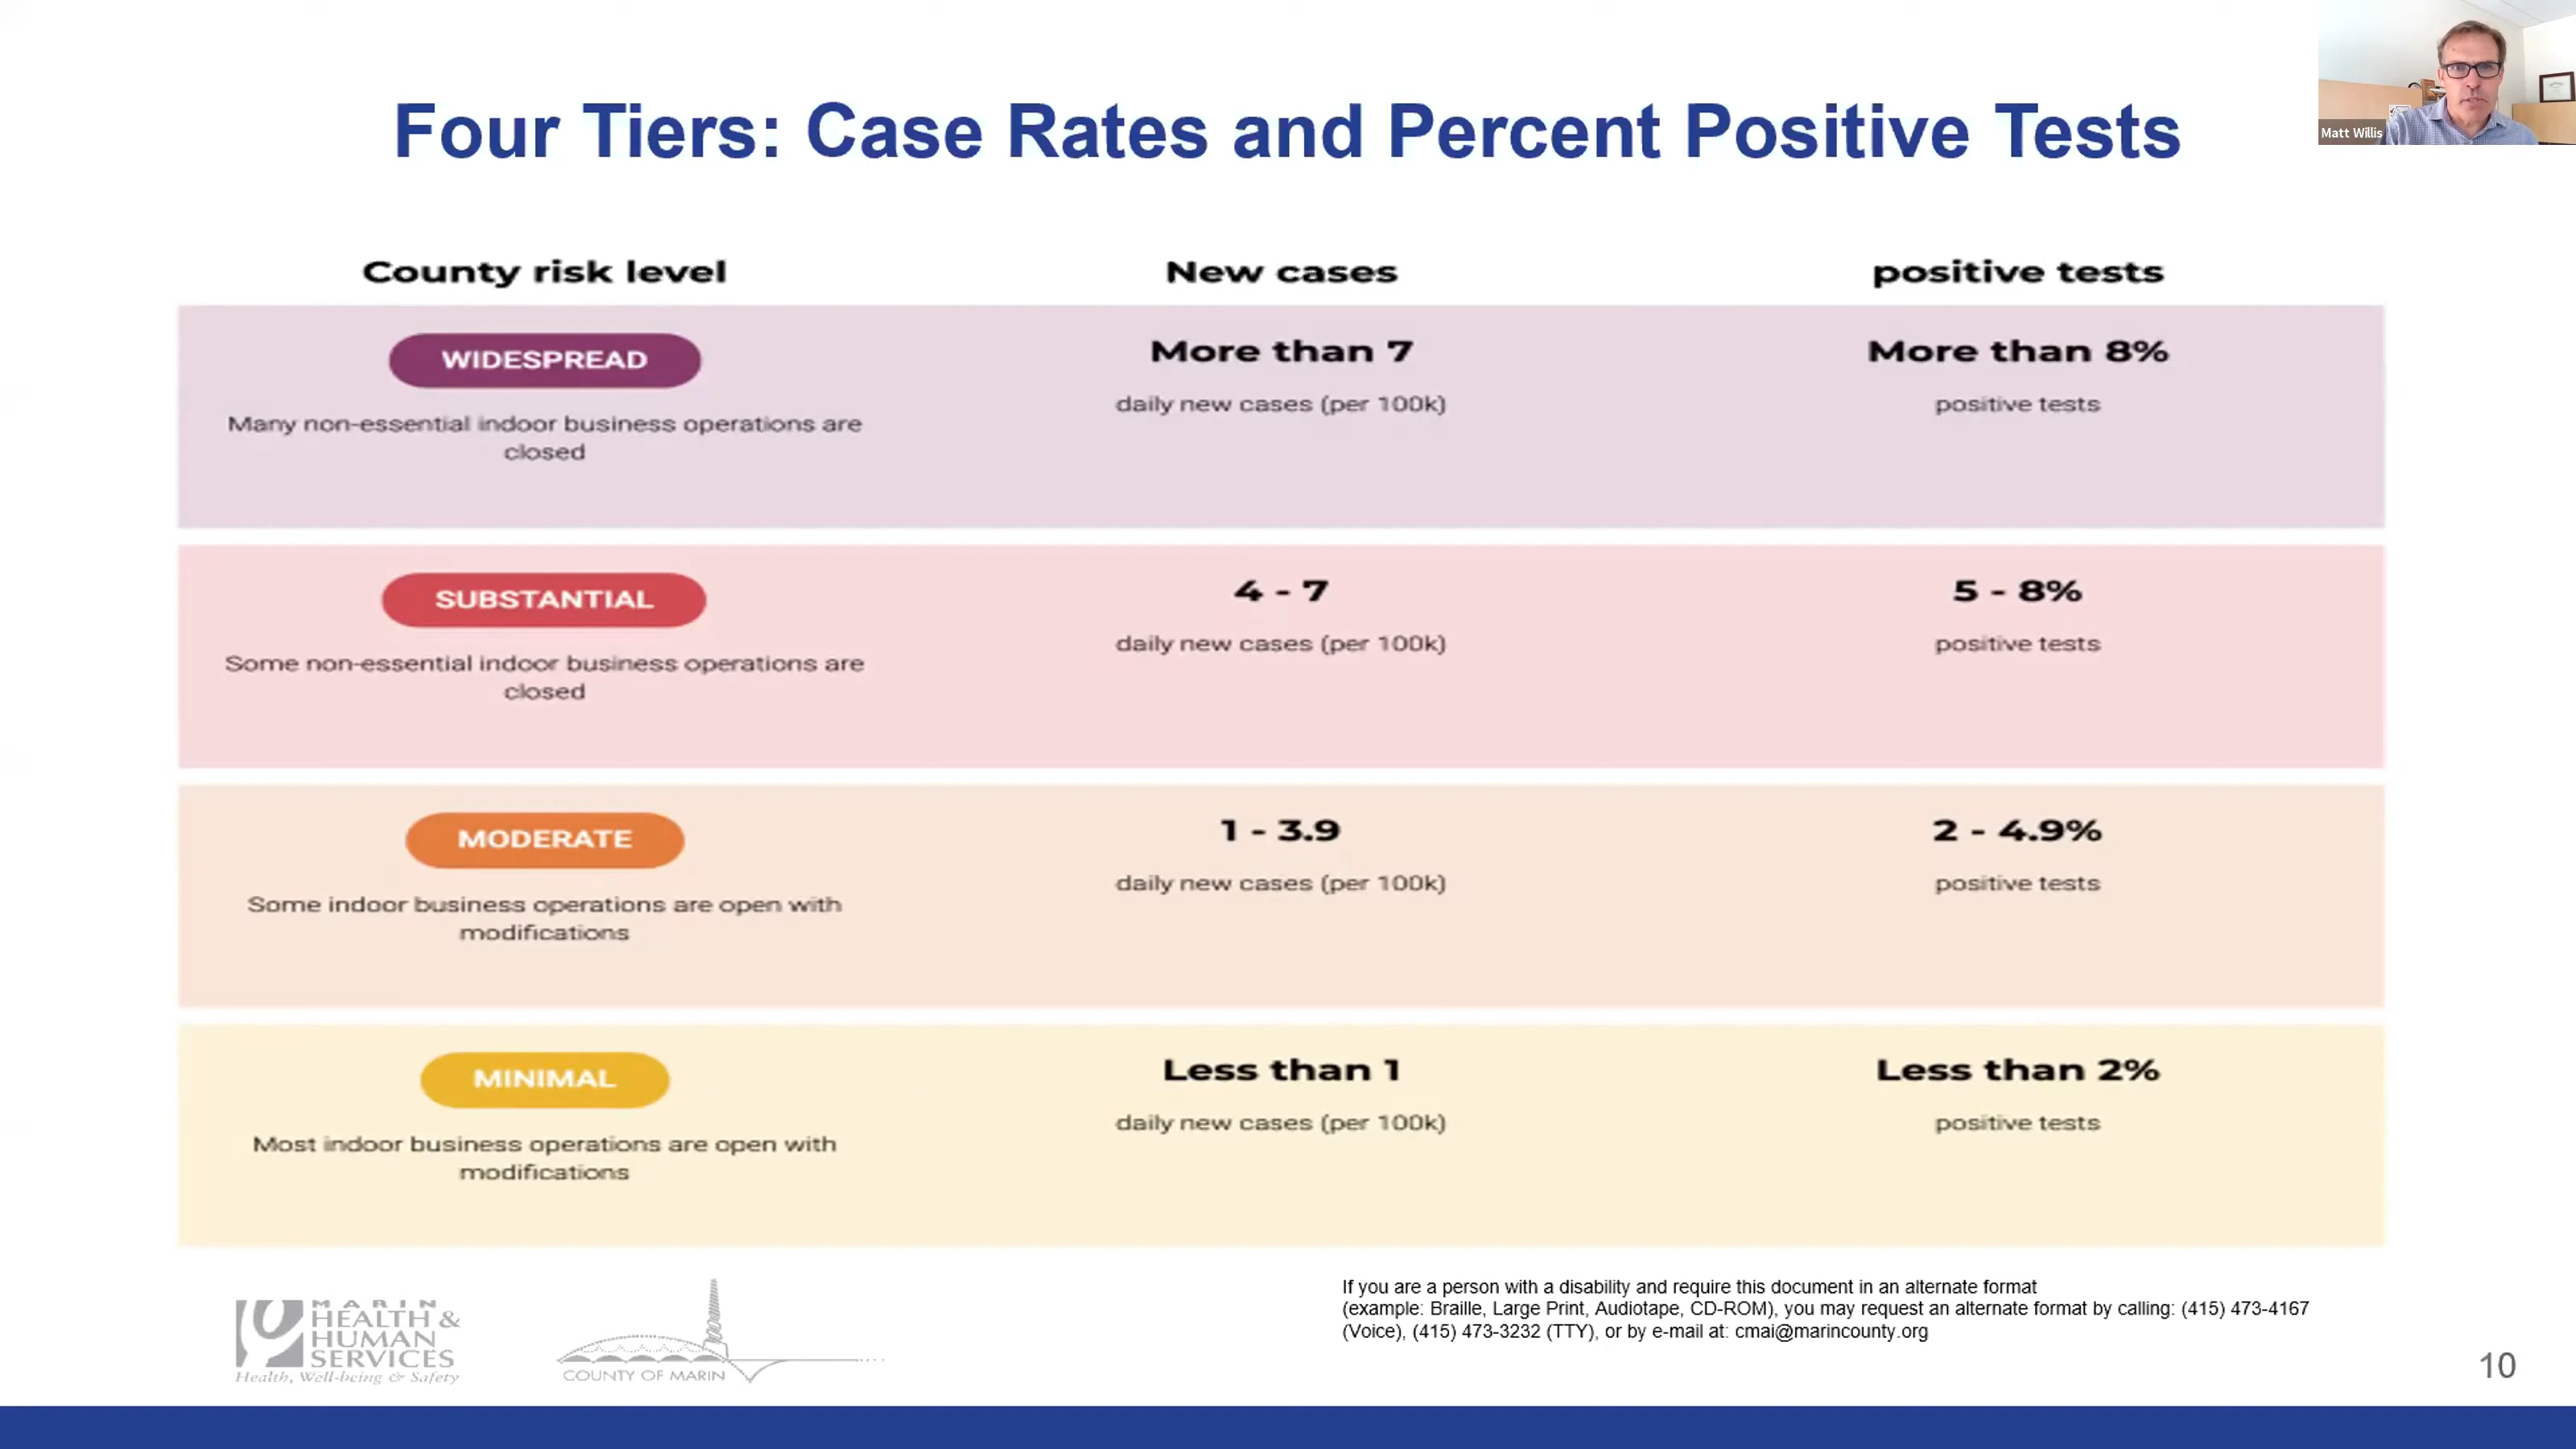 Four Tiers: Case Rates and Percent Positive Tests
Matt Willis
County risk level
New cases
positive tests
WIDESPREAD
Many non-essential indoor business operations are
closed
More than 7
daily new cases (per 100k)
More than 8%
positive tests
SUBSTANTIAL
Some non-essential indoor business operations are
closed
4 - 7
daily new cases (per 100k)
5 - 8%
positive tests
MODERATE
Some indoor business operations are open with
modifications
1 - 3.9
daily new cases (per 100k)
2 - 4.9%
positive tests
MINIMAL
Most indoor business operations are open with
modifications
Less than 1
daily new cases (per 100k)
Less than 2%
positive tests
MARIN
HEALTH &
HUMAN
SERVICES
Health, Well-being & Safety
COUNTY OF MARIN
If you are a person with a disability and require this document in an alternate format
(example: Braille, Large Print, Audiotape, CD-ROM), you may request an alternate format by calling: (415) 473-4167
(Voice), (415) 473-3232 (TTY), or by e-mail at: cmai@marincounty.org
10